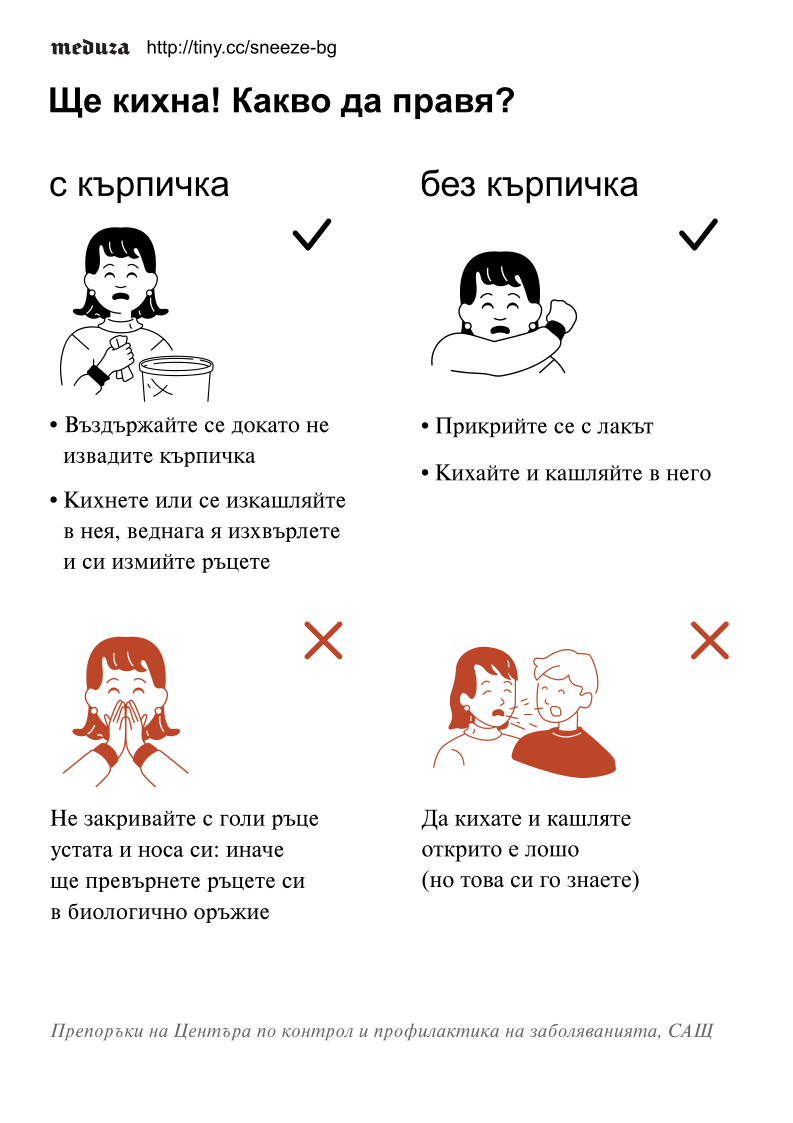 meduza http://tiny.cc/sneeze-bg
Ще кихна! Какво да правя?
с кърпичка
• Въздържайте се докато не
извадите кърпичка
• Кихнете или се изкашляйте
в нея, веднага я изхвърлете
и си измийте ръцете
без кърпичка
• Прикрийте се с лакът
• Кихайте и кашляйте в него
Не закривайте с голи ръце
устата и носа си: иначе
ще превърнете ръцете си
в биологично оръжие
Да кихате и кашляте
открито е лошо
(но това си го знаете)
Препоръки на Центъра по контрол и профилактика на заболяванията, САЩ